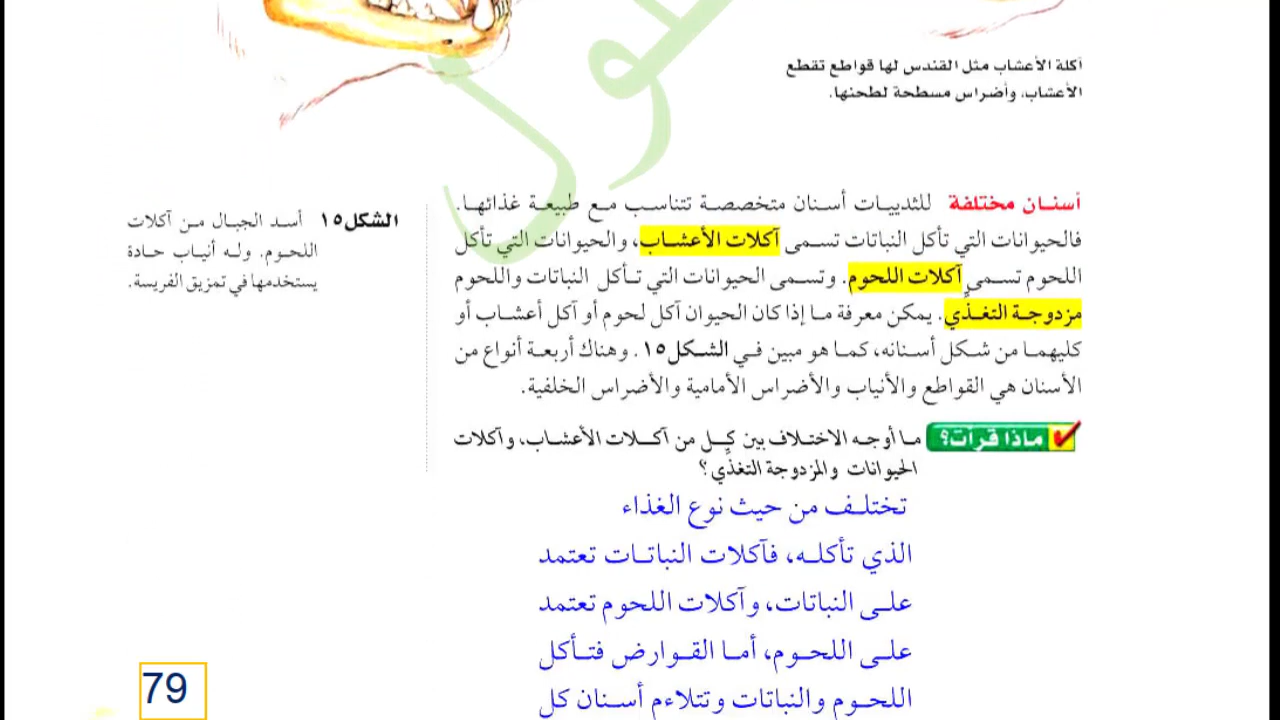 آكلة الأعشاب مثل القندس لها قواطع تقطع
الأعشاب، وأضراس مسطحة لطحنها.
أسنان مختلفة للثدييات أسنان متخصصة تتناسب مع طبيعة غذائها.
فالحيوانات التي تأكل النباتات تسمى آكلات الأعشاب، والحيوانات التي تأكل
اللحوم تسمى آكلات اللحوم. وتسمى الحيوانات التي تأكل النباتات واللحوم
مزدوجة التغذّي. يمكن معرفة ما إذا كان الحيوان آكل لحوم أو آكل أعشاب أو
كليهما من شكل أسنانه، كما هو مبين في الشكل ١٥. وهناك أربعة أنواع من
الأسنان هي القواطع والأنياب والأضراس الأمامية والأضراس الخلفية.
الشكل ١٥ أسد الجبال من آكلات
اللحوم. وله أنياب حادة
يستخدمها في تمزيق الفريسة.
ماذا قرأت؟ ما أوجه الاختلاف بين كل من آكلات الأعشاب، وآكلات
الحيوانات والمزدوجة التغذّي؟
تختلف من حيث نوع الغذاء
الذي تأكله، فآكلات النباتات تعتمد
على النباتات، وآكلات اللحوم تعتمد
على اللحوم، أما القوارض فتأكل
اللحوم والنباتات وتتلاءم أسنان كل
79